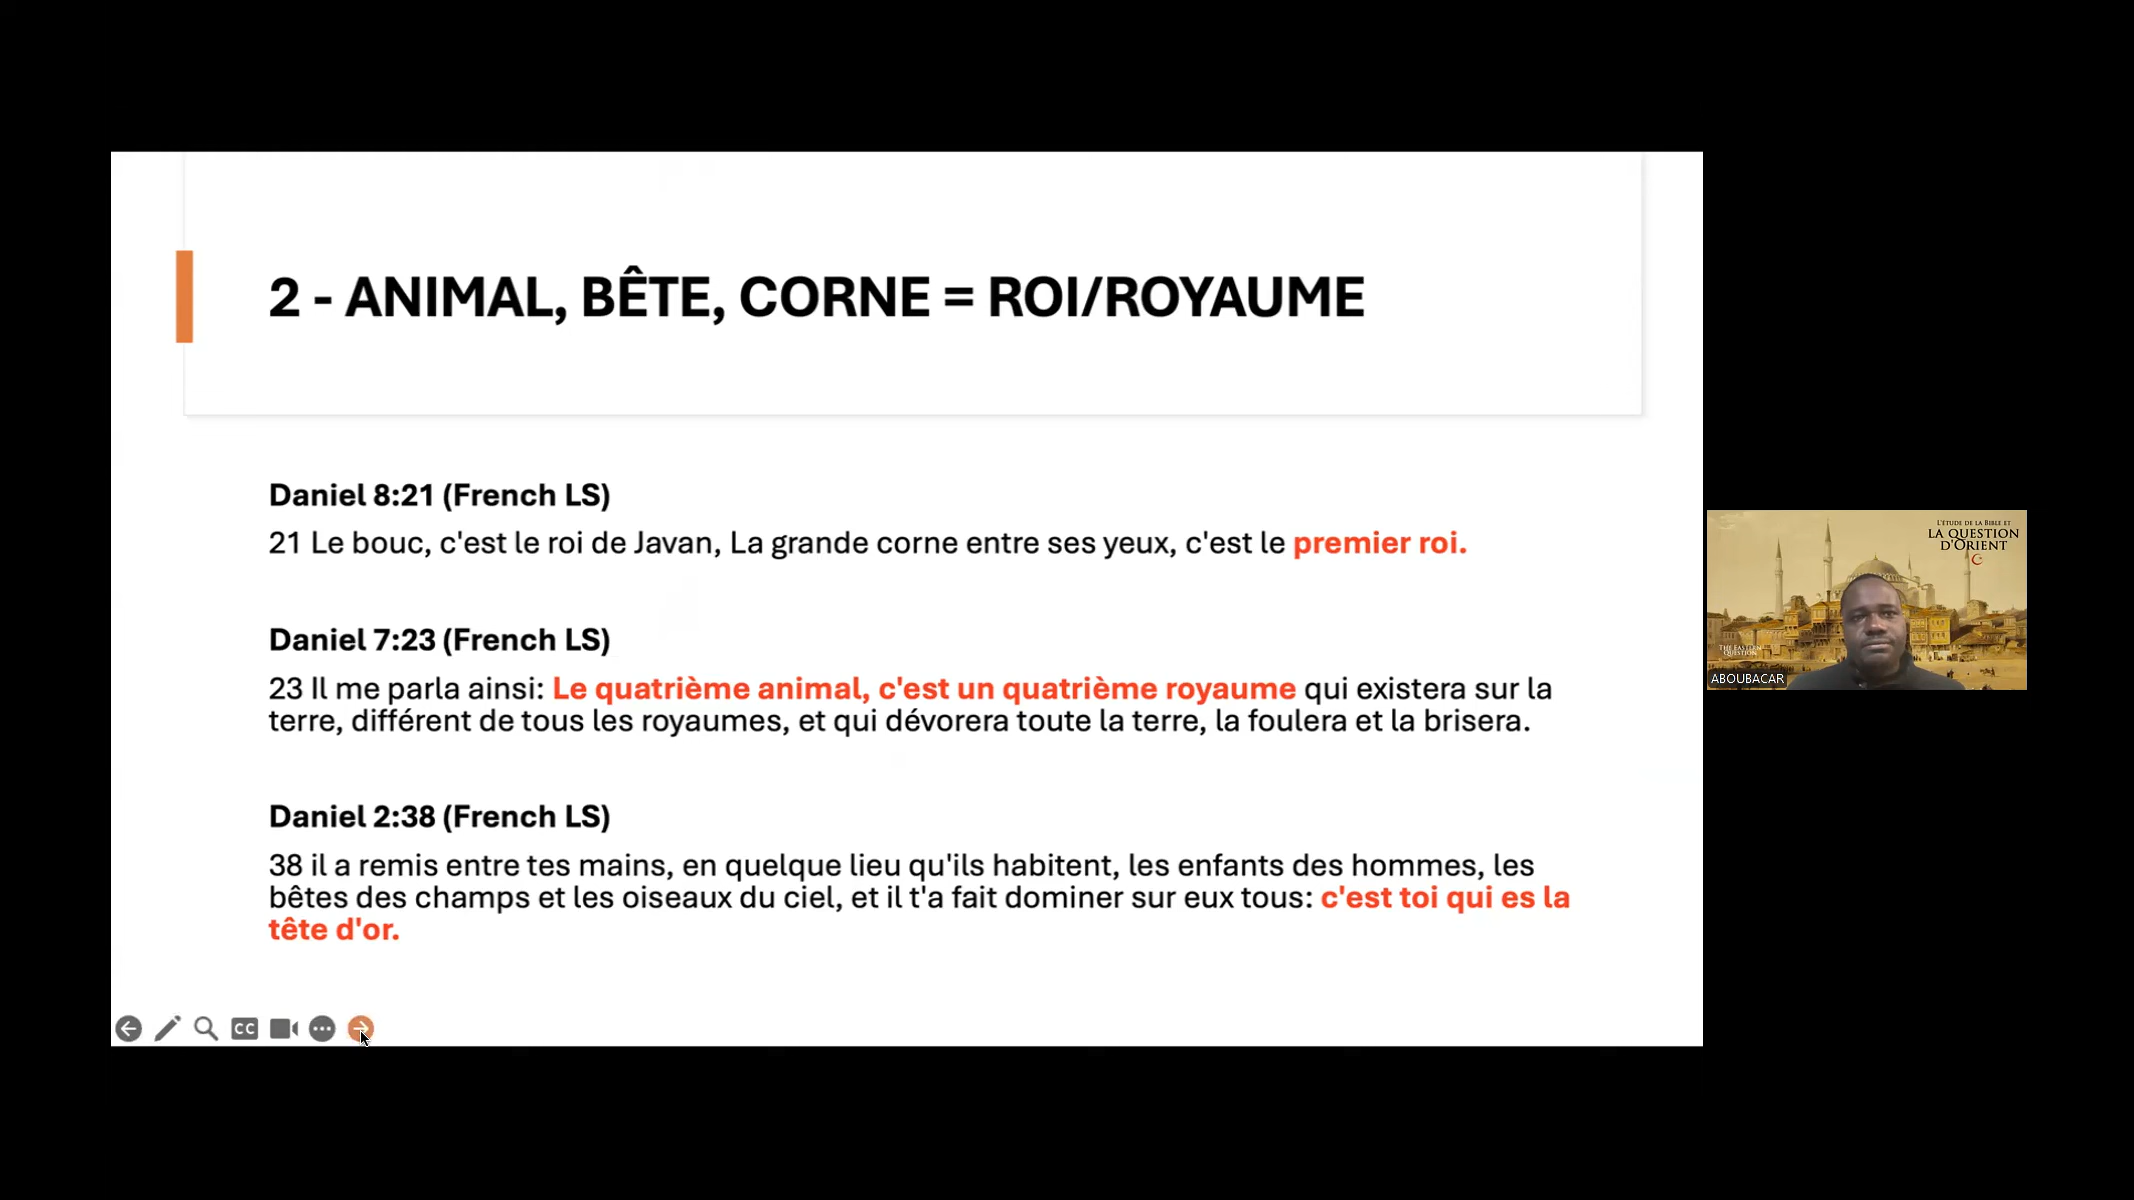 2 - ANIMAL, BÊTE, CORNE = ROI/ROYAUME
Daniel 8:21 (French LS)
21 Le bouc, c'est le roi de Javan, La grande corne entre ses yeux, c'est le premier roi.
Daniel 7:23 (French LS)
23 Il me parla ainsi: Le quatrième animal, c'est un quatrième royaume qui existera sur la
terre, différent de tous les royaumes, et qui dévorera toute la terre, la foulera et la brisera.
Daniel 2:38 (French LS)
38 il a remis entre tes mains, en quelque lieu qu'ils habitent, les enfants des hommes, les
bêtes des champs et les oiseaux du ciel, et il t'a fait dominer sur eux tous: c'est toi qui es la
tête d'or.
CC
L'ÉTUDE DE LA BIBLE ET
LA QUESTION
D'ORIENT
THE EASTERN
QUESTION
ABOUBACAR